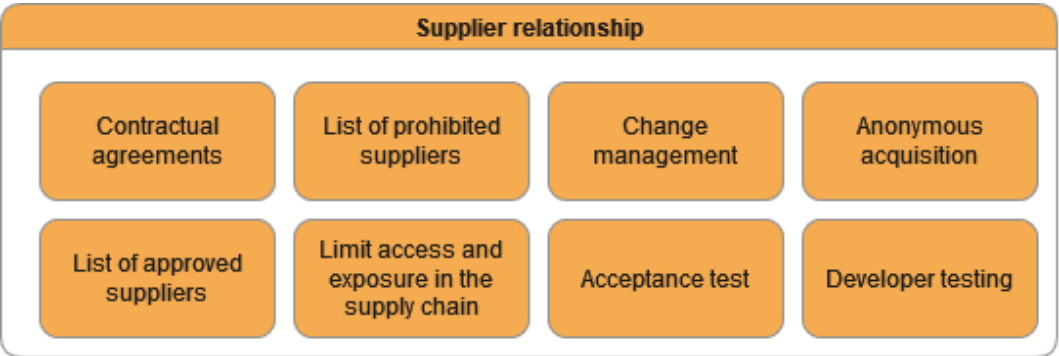 Supplier relationship
Contractual
agreements
List of prohibited
suppliers
Change
management
Anonymous
acquisition
List of approved
suppliers
Limit access and
exposure in the
supply chain
Acceptance test
Developer testing